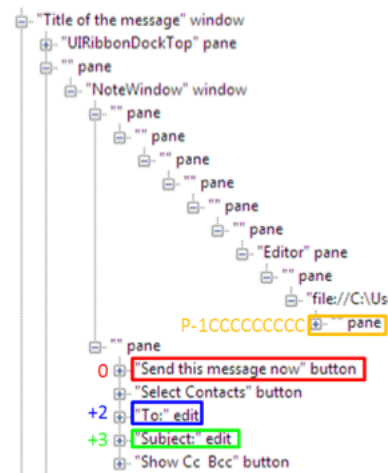 "Title of the message" window
"UIRibbonDockTop" pane
"" pane
"NoteWindow" window
"" pane
"" pane
"" pane
"" pane
"" pane
"" pane
"Editor" pane
"" pane
"file://C:\Us
P-1CCCCCCCCC "" pane
"" pane
0 "Send this message now" button
"Select Contacts" button
+2 "To:" edit
+3 "Subject:" edit
"Show Cc Bcc" button